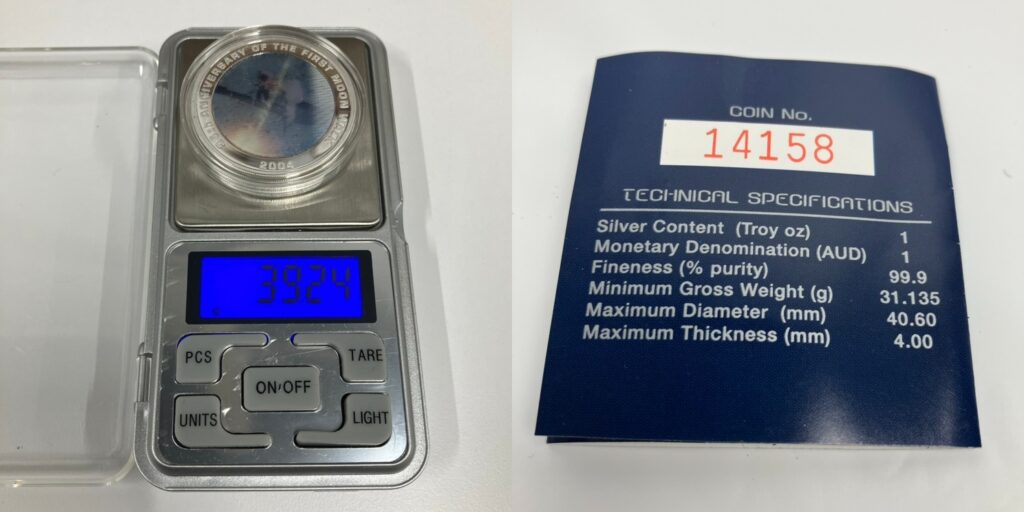 ANNIVERSARY OF THE FIRST MOON WALK
2004
3924
PCS
TARE
ON/OFF
UNITS
LIGHT
COIN No.
14158
TECHNICAL SPECIFICATIONS
Silver Content (Troy oz) 1
Monetary Denomination (AUD) 1
Fineness (% purity) 99.9
Minimum Gross Weight (g) 31.135
Maximum Diameter (mm) 40.60
Maximum Thickness (mm) 4.00